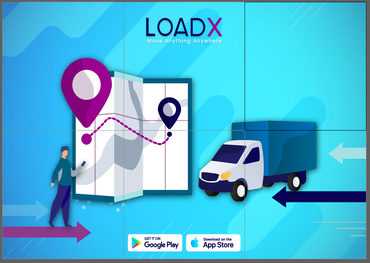 LOADX
Move Anything Anywhere
GET IT ON
Google Play
Download on the
App Store